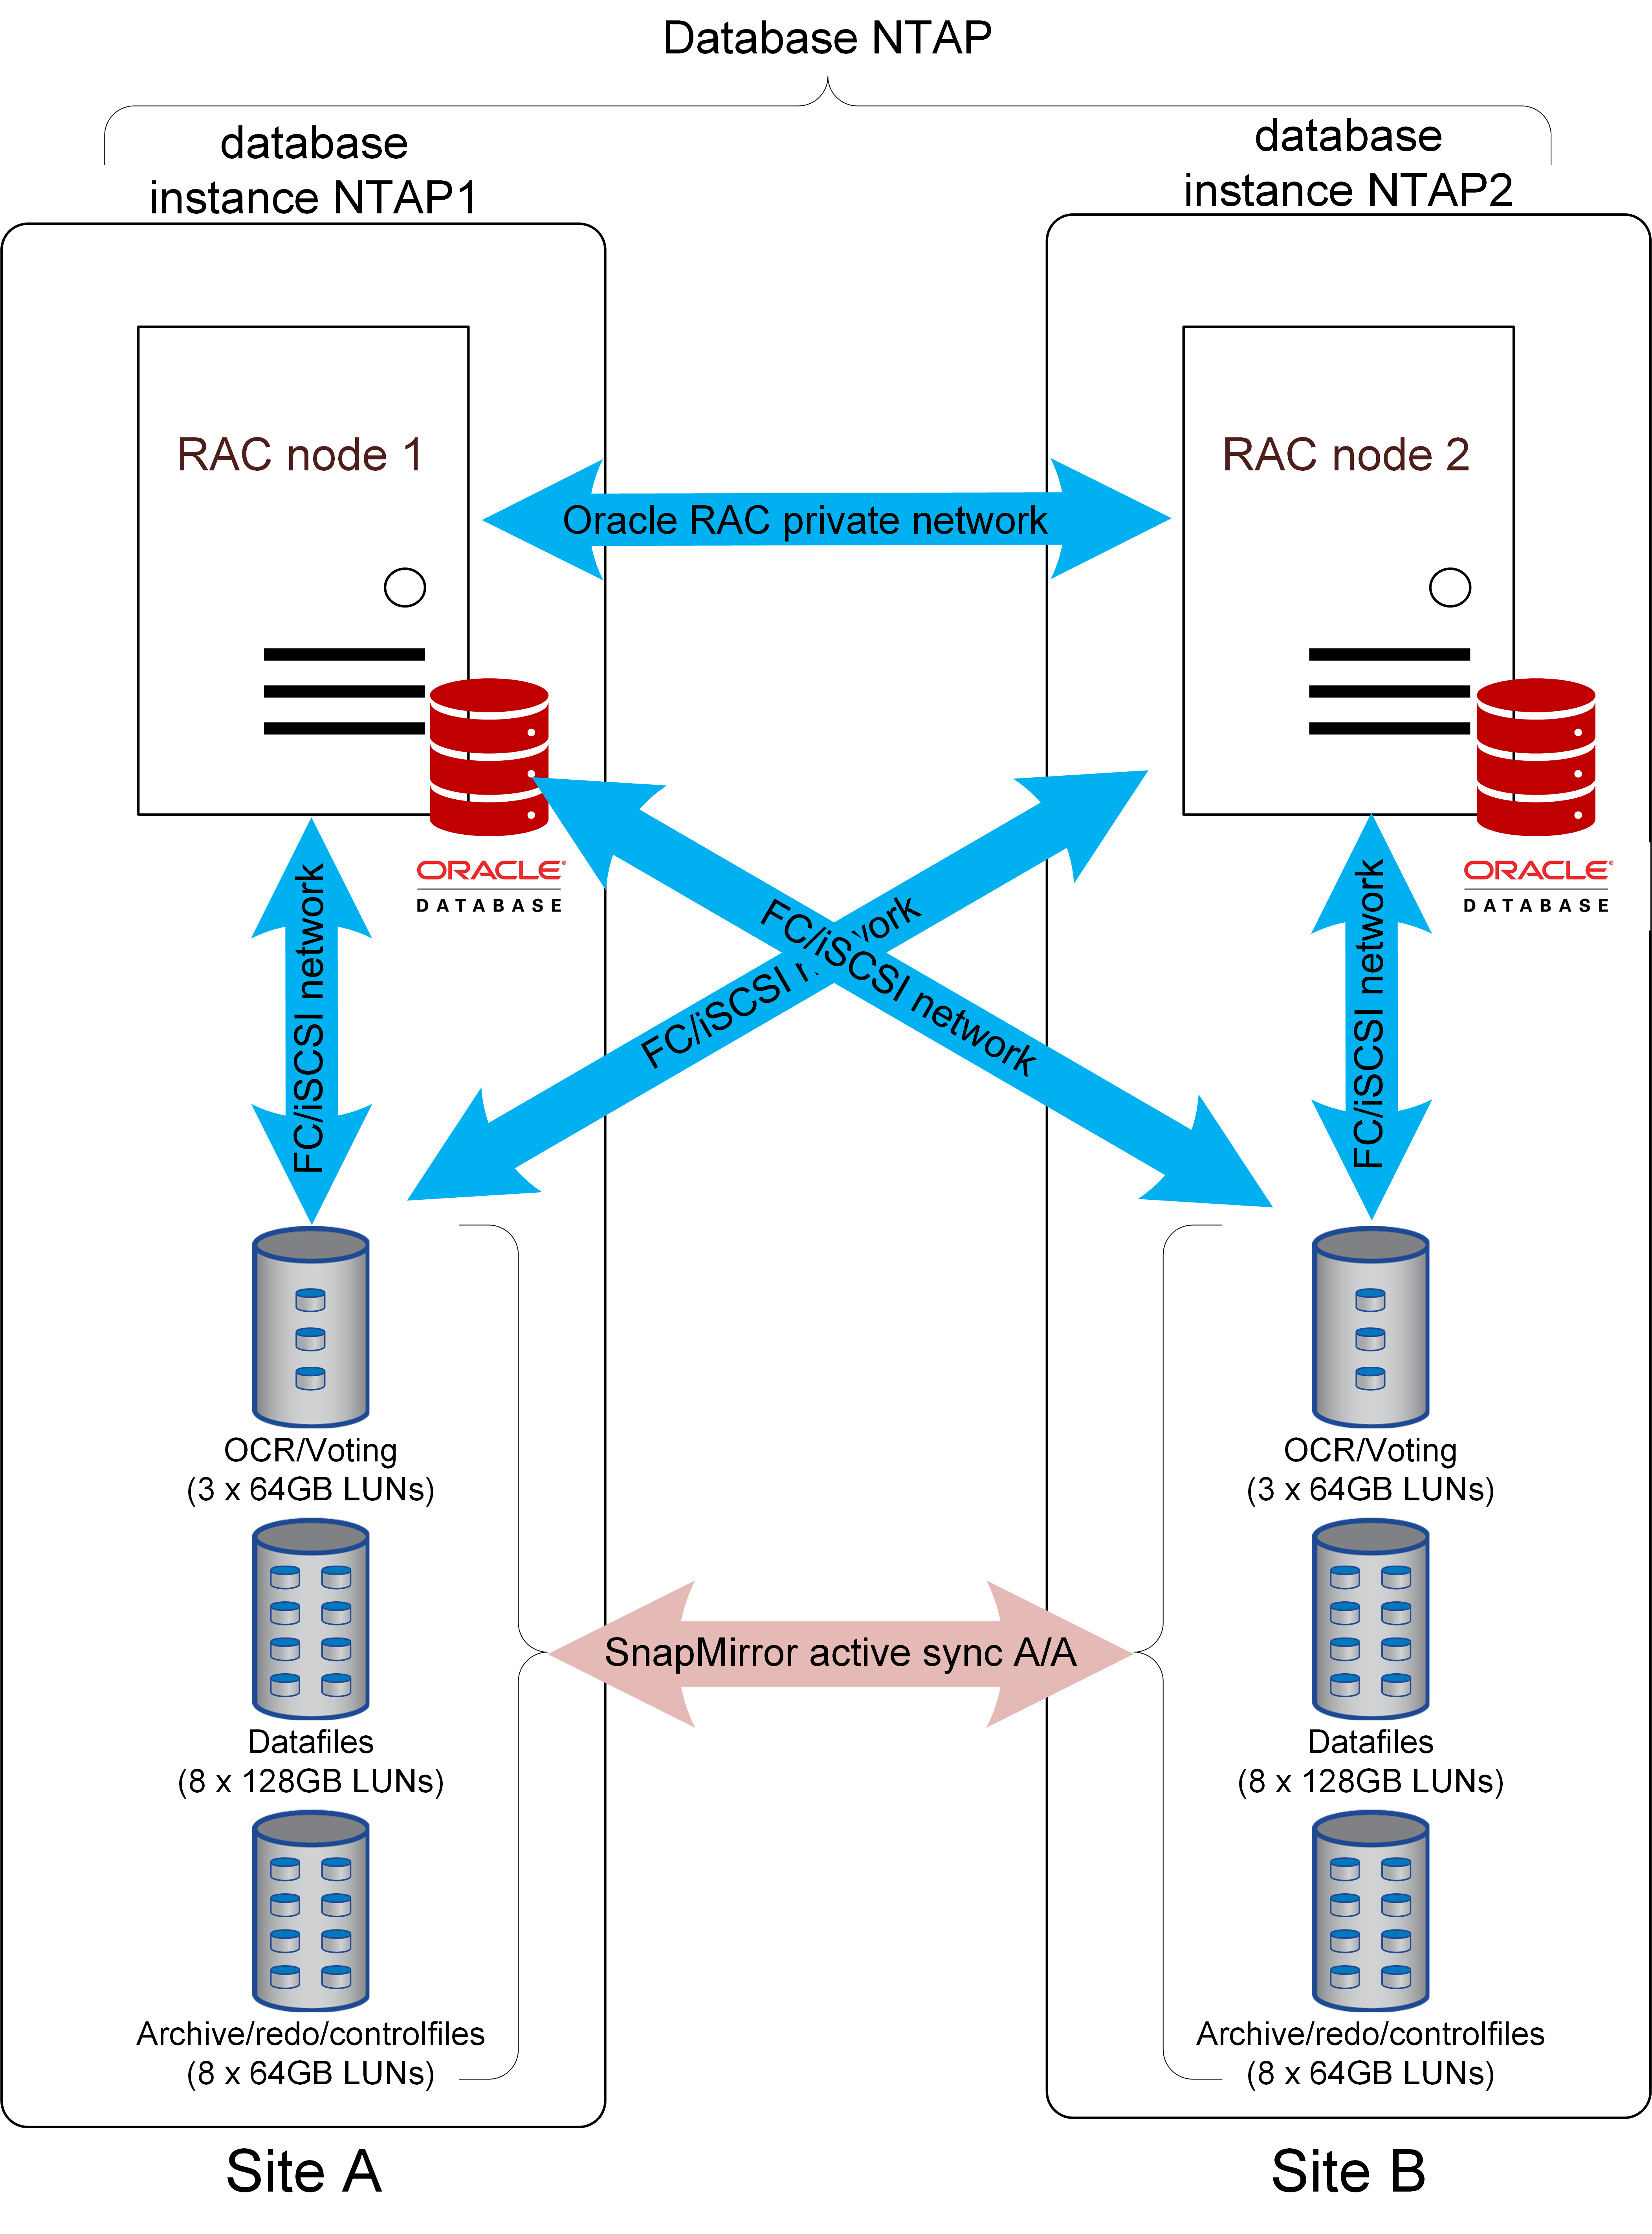 Database NTAP
database
instance NTAP1
database
instance NTAP2
RAC node 1
RAC node 2
Oracle RAC private network
ORACLE®
DATABASE
ORACLE®
DATABASE
FC/iSCSI network
FC/iSCSI work
FC/iSCSI network
FC/iSCSI network
OCR/Voting
(3 x 64GB LUNs)
OCR/Voting
(3 x 64GB LUNs)
SnapMirror active sync A/A
Datafiles
(8 x 128GB LUNs)
Datafiles
(8 x 128GB LUNs)
Archive/redo/controlfiles
(8 x 64GB LUNs)
Archive/redo/controlfiles
(8 x 64GB LUNs)
Site A
Site B